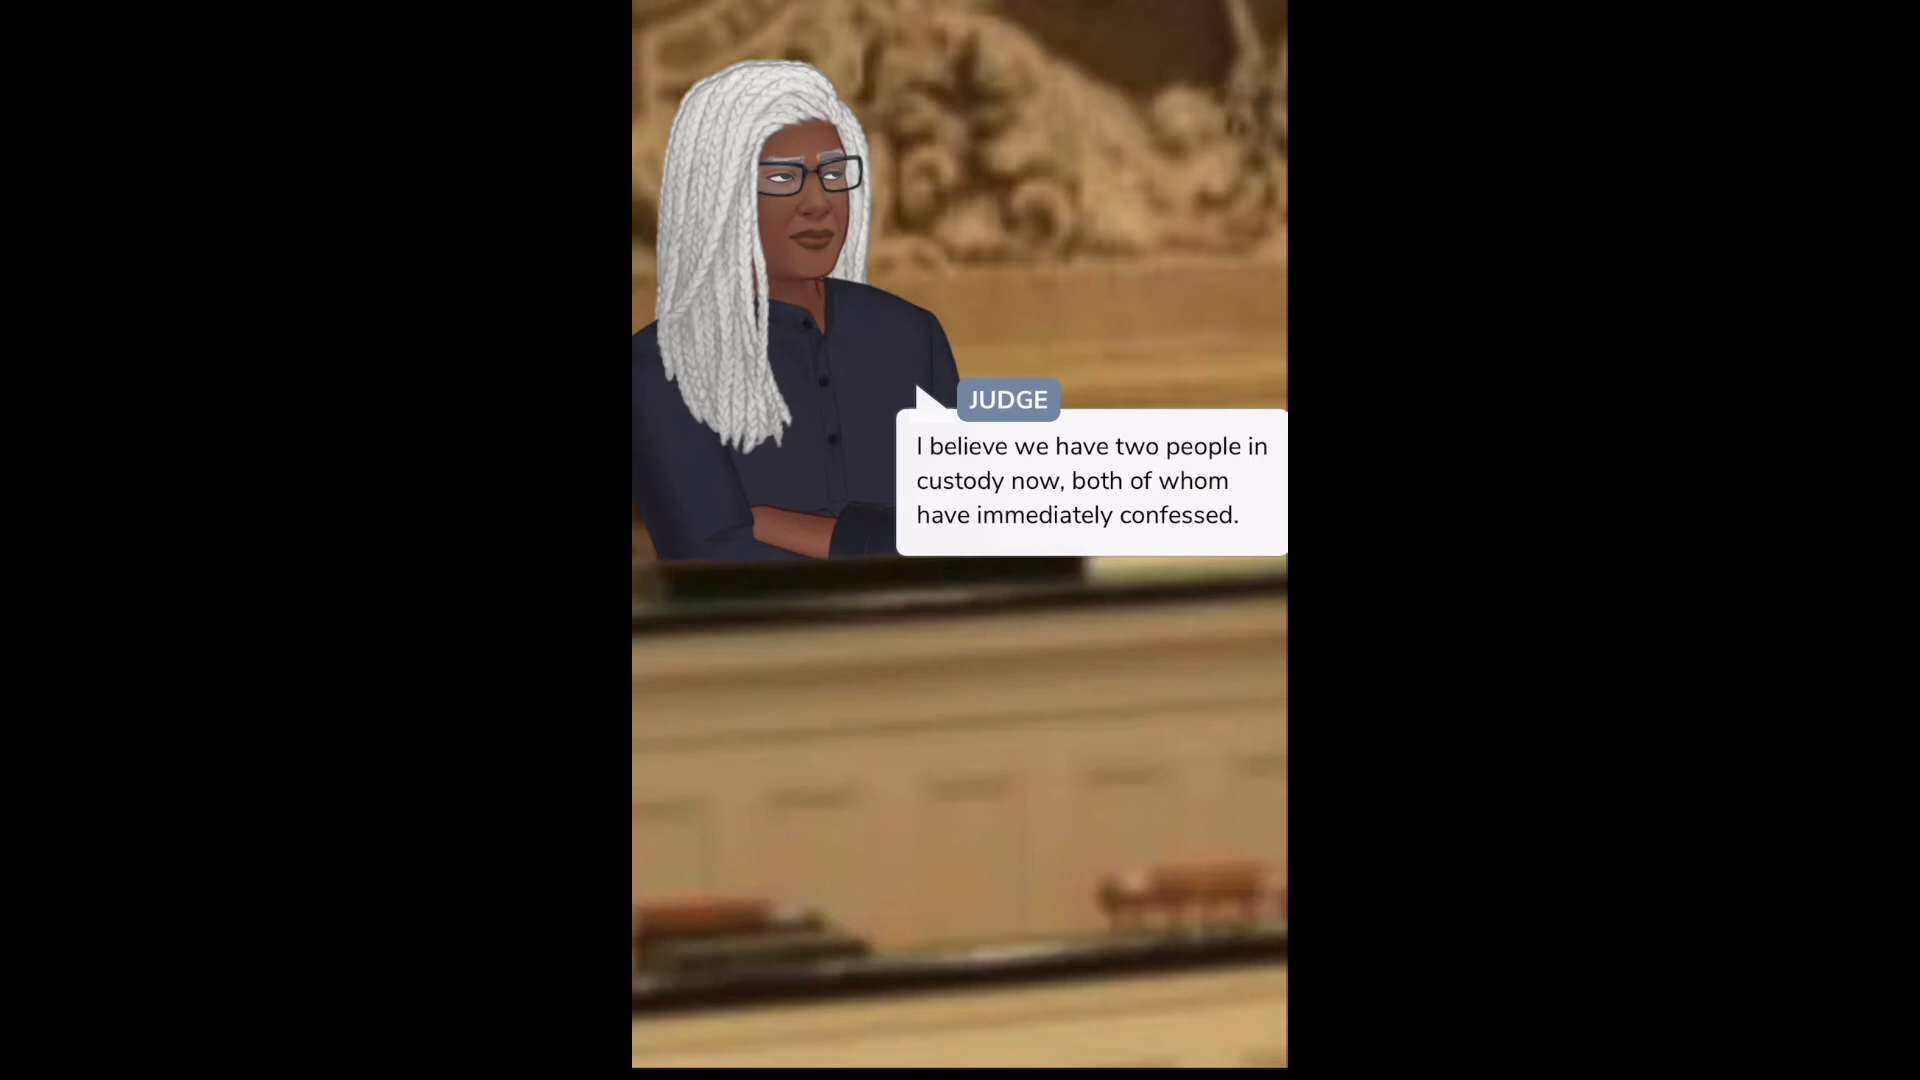 JUDGE
I believe we have two people in
custody now, both of whom
have immediately confessed.